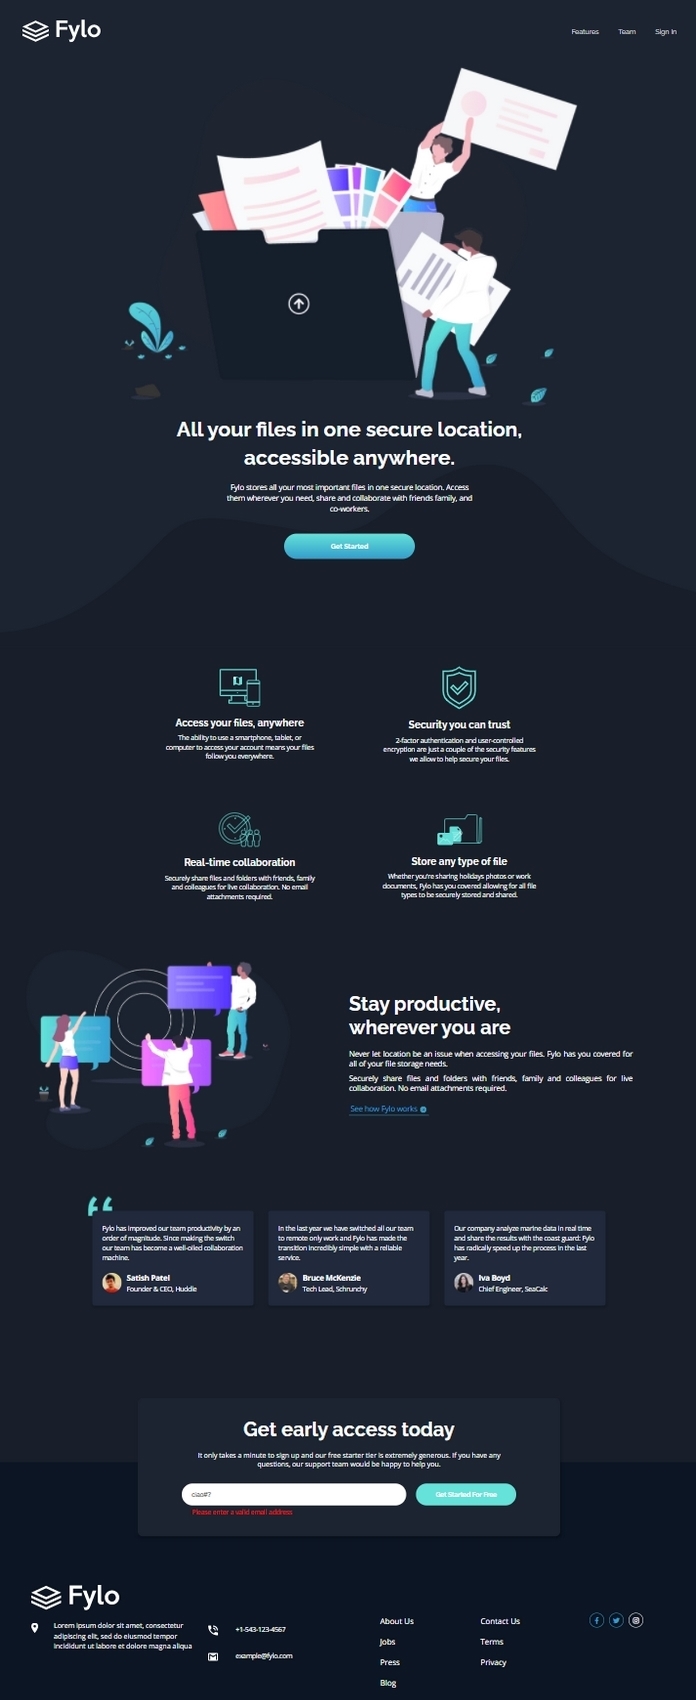 Fylo
Features Team Sign In
All your files in one secure location,
accessible anywhere.
Fylo stores all your most important files in one secure location. Access
them wherever you need, share and collaborate with friends family, and
co-workers.
Get Started
Access your files, anywhere
The ability to use a smartphone, tablet, or
computer to access your account means your files
follow you everywhere.
Security you can trust
2-factor authentication and user-controlled
encryption are just a couple of the security features
we allow to help secure your files.
Real-time collaboration
Securely share files and folders with friends, family
and colleagues for live collaboration. No email
attachments required.
Store any type of file
Whether you're sharing holidays photos or work
documents, Fylo has you covered allowing for all file
types to be securely stored and shared.
Stay productive,
wherever you are
Never let location be an issue when accessing your files. Fylo has you covered for
all of your file storage needs.
Securely share files and folders with friends, family and colleagues for live
collaboration. No email attachments required.
See how Fylo works
Fylo has improved our team productivity by an
order of magnitude. Since making the switch
our team has become a well-oiled collaboration
machine.
Satish Patel
Founder & CEO, Huddle
In the last year we have switched all our team
to remote only work and Fylo has made the
transition incredibly simple with a reliable
service.
Bruce McKenzie
Tech Lead, Schrunchy
Our company analyze marine data in real time
and share the results with the coast guard: Fylo
has radically speed up the process in the last
year.
Iva Boyd
Chief Engineer, SeaCalc
Get early access today
It only takes a minute to sign up and our free starter tier is extremely generous. If you have any
questions, our support team would be happy to help you.
ciao#?
Get Started For Free
Please enter a valid email address
Fylo
Lorem ipsum dolor sit amet, consectetur
adipiscing elit, sed do eiusmod tempor
incididunt ut labore et dolore magna aliqua
+1-543-123-4567
example@fylo.com
About Us
Jobs
Press
Blog
Contact Us
Terms
Privacy